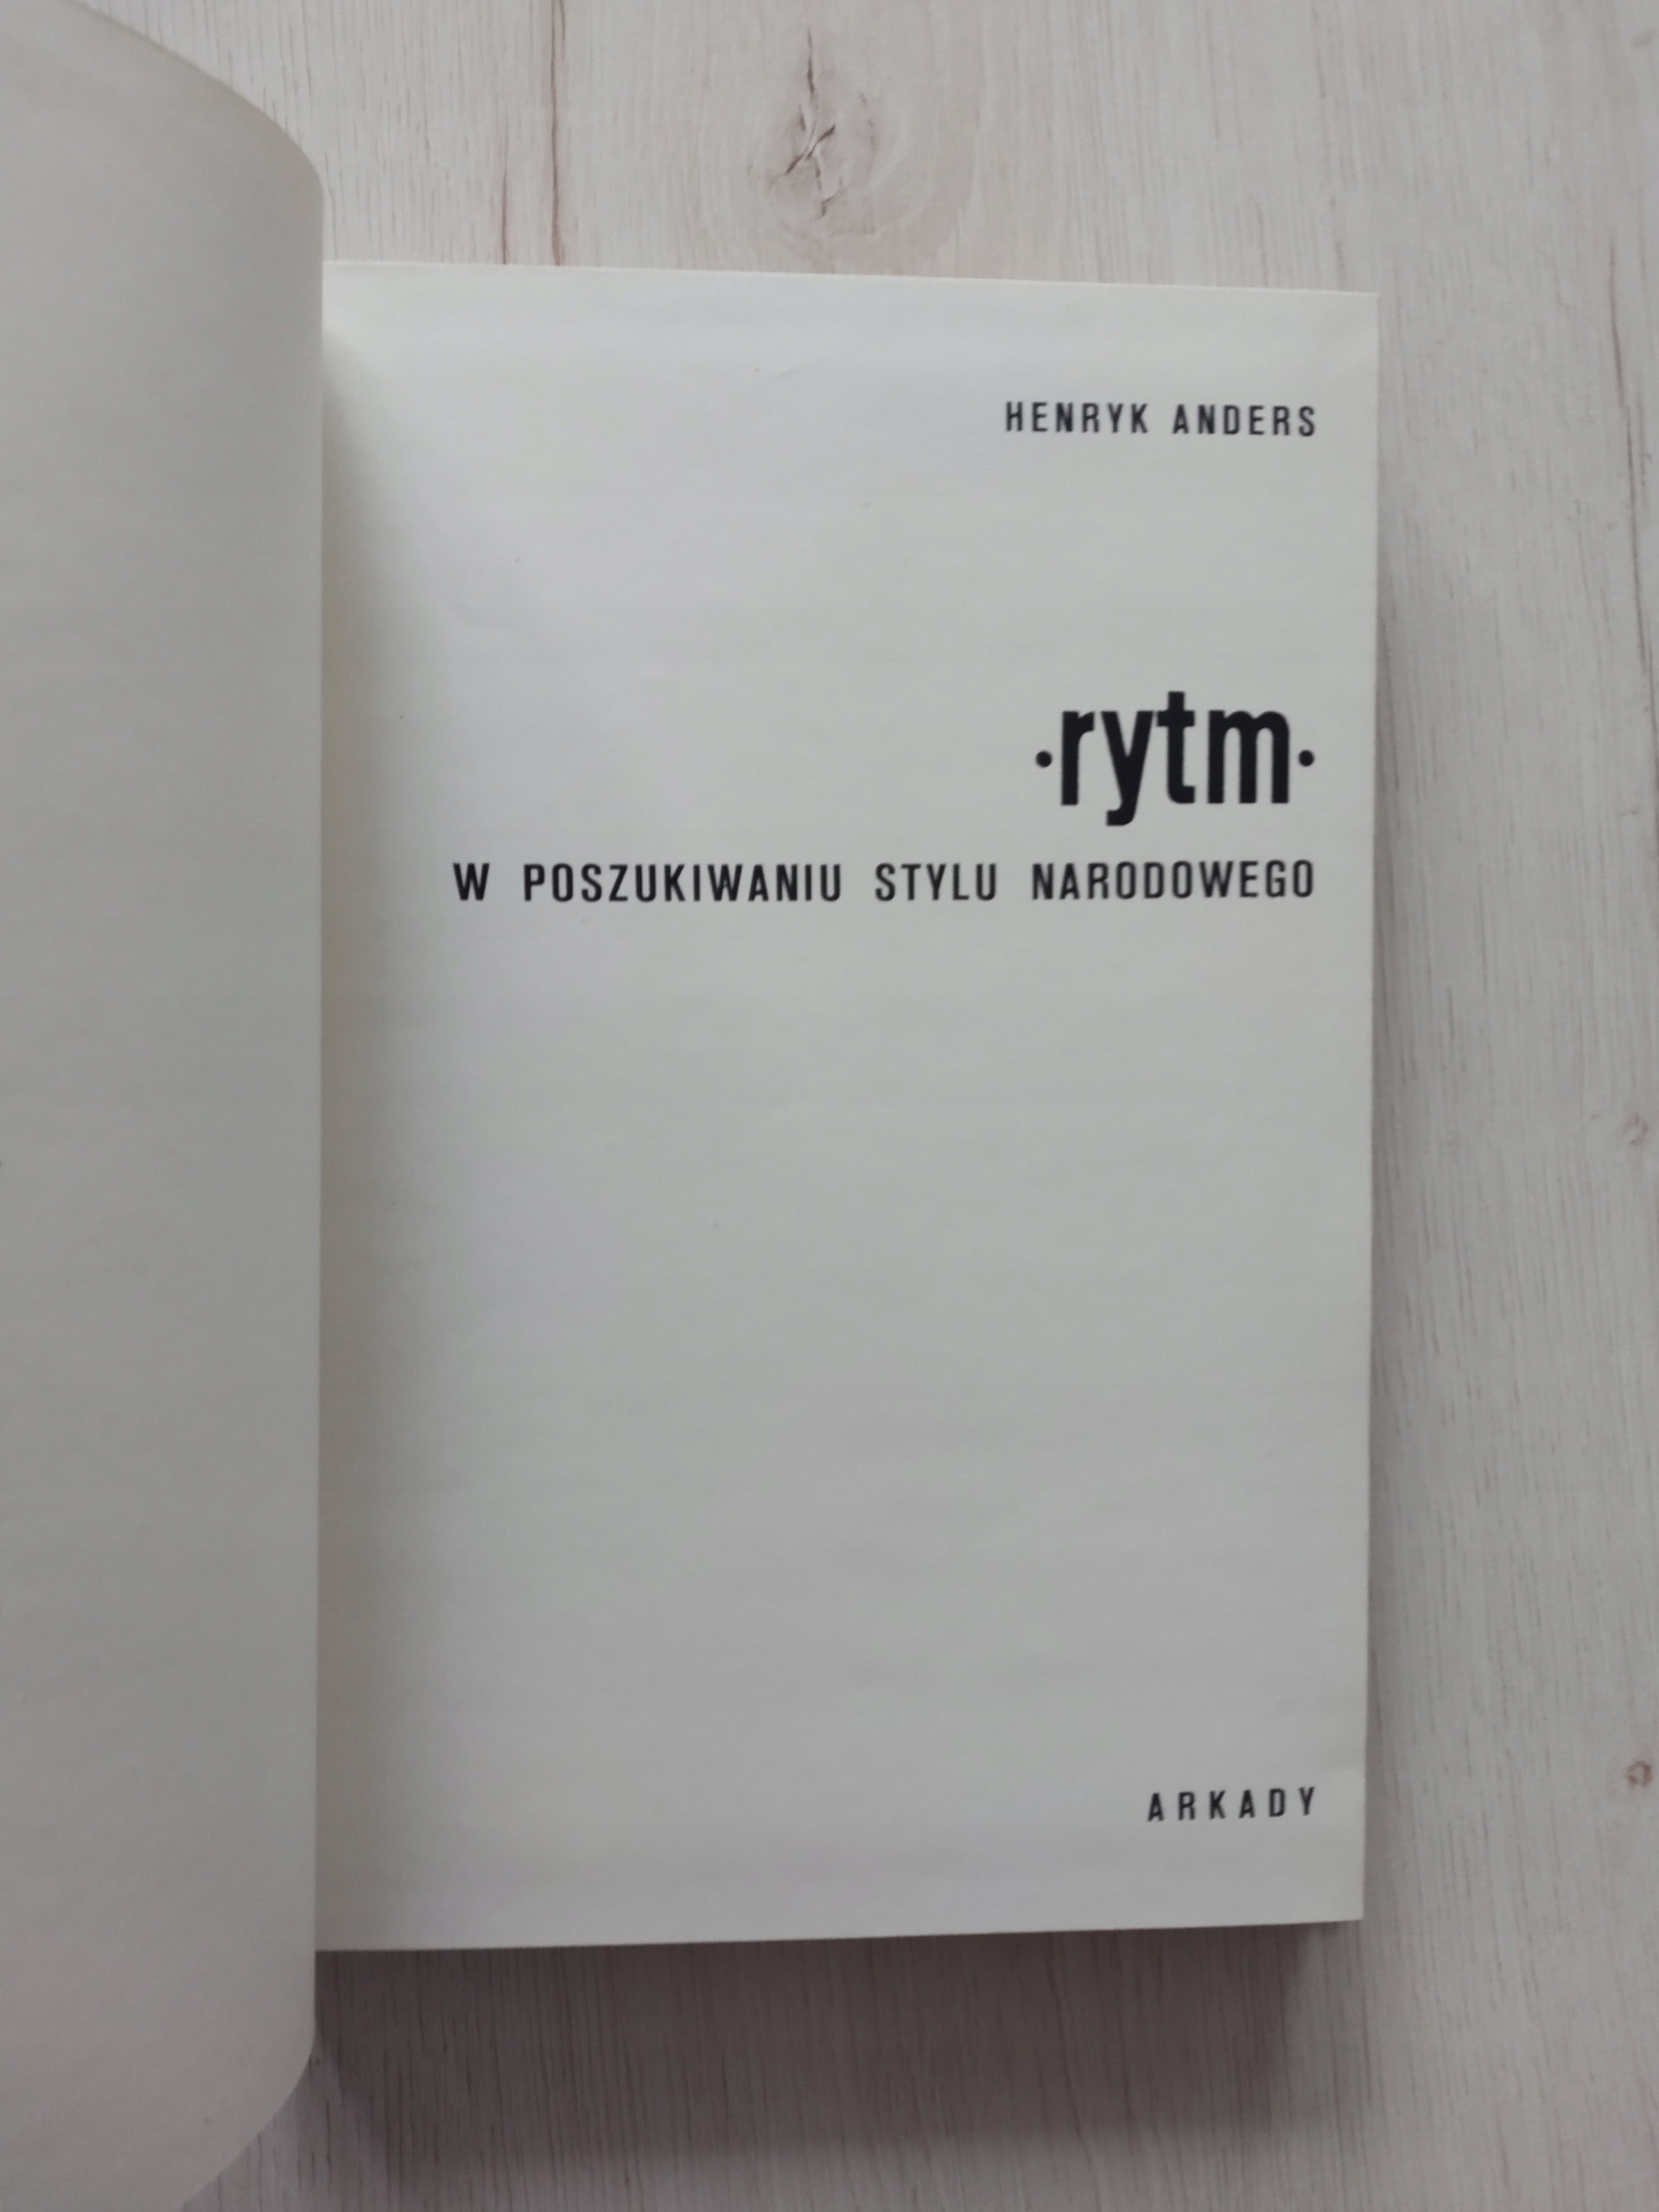 HENRYK ANDERS
·rytm·
W POSZUKIWANIU STYLU NARODOWEGO
ARKADY